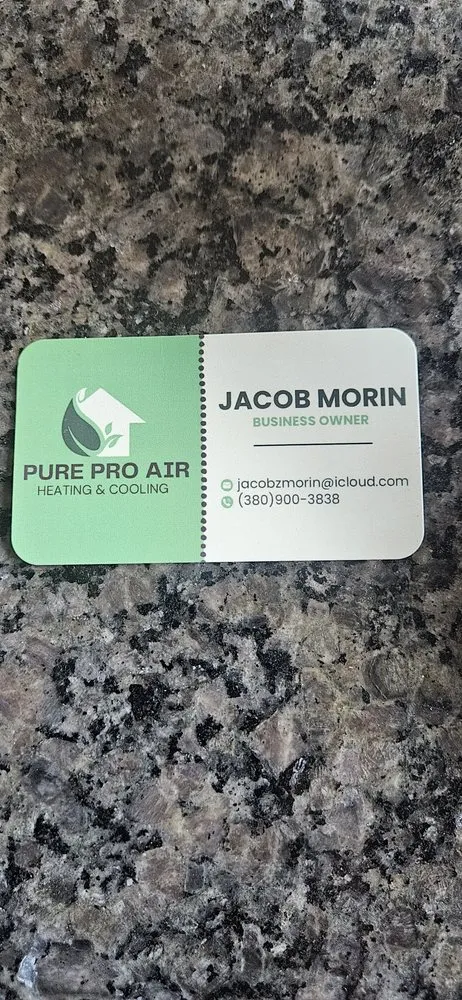 PURE PRO AIR
HEATING & COOLING
JACOB MORIN
BUSINESS OWNER
jacobzmorin@icloud.com
(380)900-3838